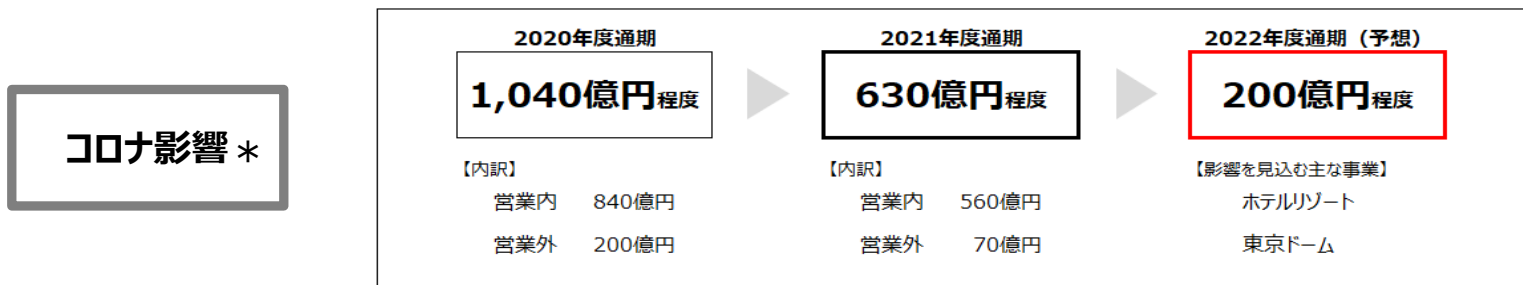 コロナ影響＊
2020年度通期
2021年度通期
2022年度通期（予想）
1,040億円程度
630億円程度
200億円程度
【内訳】
【内訳】
【影響を見込む主な事業】
営業内 840億円
営業内 560億円
ホテルリゾート
営業外 200億円
営業外 70億円
東京ドーム